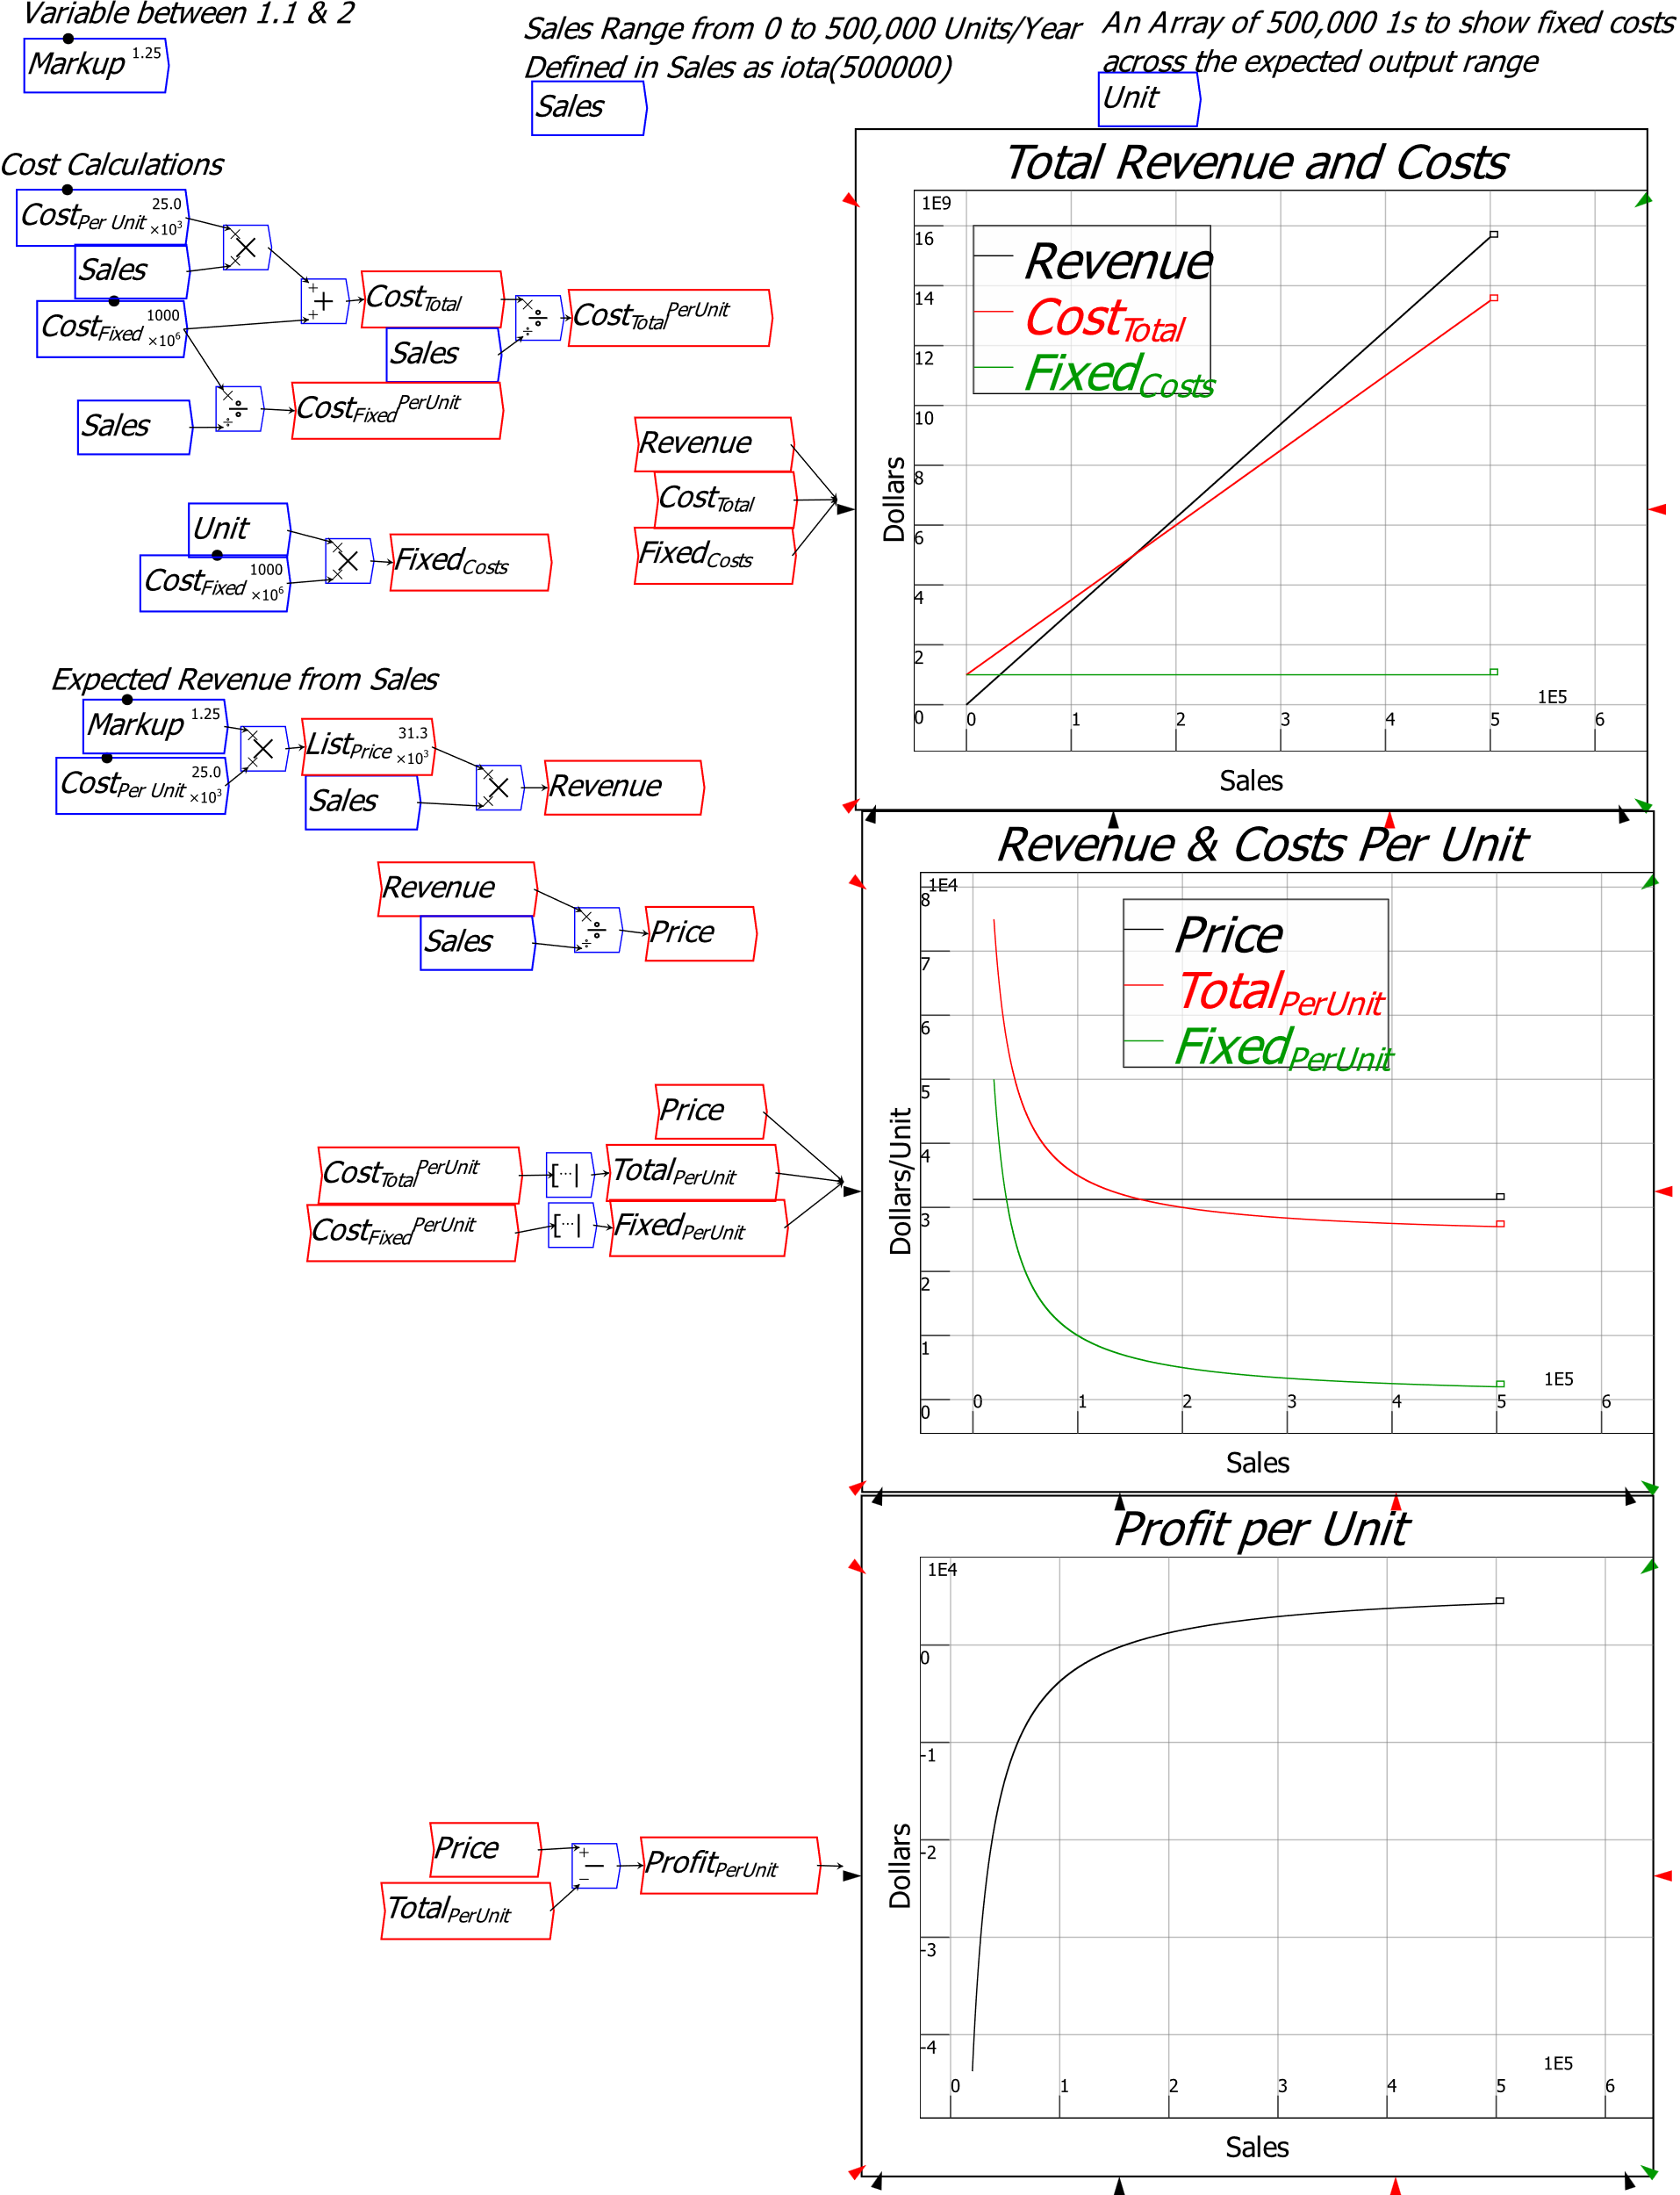 Variable between 1.1 & 2
Markup 1.25
Sales Range from 0 to 500,000 Units/Year
Defined in Sales as iota(500000)
Sales
An Array of 500,000 1s to show fixed costs
across the expected output range
Unit
Cost Calculations
Cost Per Unit 25.0 ×10³
Sales
× × ×
Cost Fixed 1000 ×10⁶
+ + +
Cost Total
Sales
× ÷ ÷
Cost Total PerUnit
Sales
× ÷ ÷
Cost Fixed PerUnit
Unit
Cost Fixed 1000 ×10⁶
× × ×
Fixed Costs
Revenue
Cost Total
Fixed Costs
Total Revenue and Costs
1E9
Revenue
Cost Total
Fixed Costs
16
14
12
10
8
6
4
2
0
Dollars
0 1 2 3 4 5 6
1E5
Sales
Expected Revenue from Sales
Markup 1.25
Cost Per Unit 25.0 ×10³
× × ×
List Price 31.3 ×10³
Sales
× × ×
Revenue
Revenue
Sales
× ÷ ÷
Price
Price
Cost Total PerUnit
[···|
Total PerUnit
Cost Fixed PerUnit
[···|
Fixed PerUnit
Revenue & Costs Per Unit
1E4
Price
Total PerUnit
Fixed PerUnit
8
7
6
5
4
3
2
1
0
Dollars/Unit
0 1 2 3 4 5 6
1E5
Sales
Price
Total PerUnit
+ − −
Profit PerUnit
Profit per Unit
1E4
0
-1
-2
-3
-4
Dollars
1E5
0 1 2 3 4 5 6
Sales